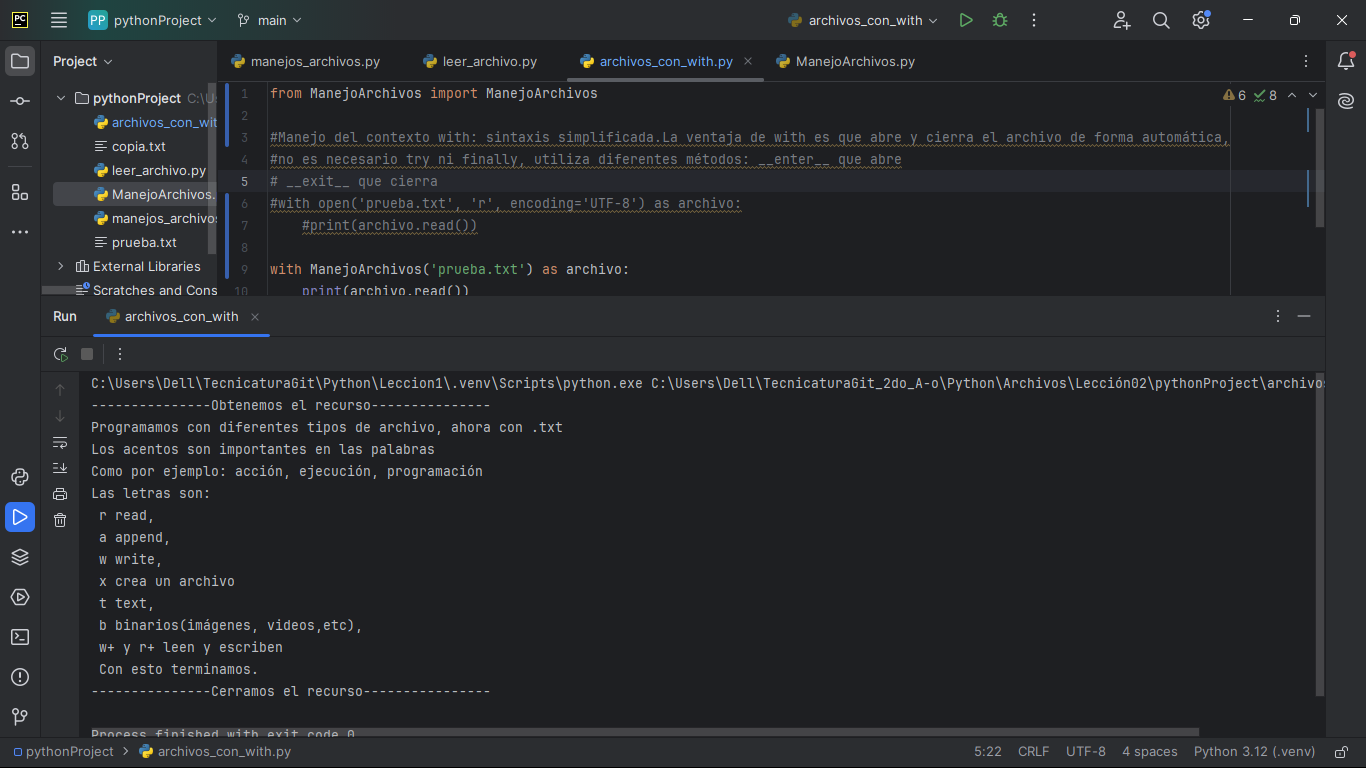 PC PP pythonProject main archivos_con_with
Project
manejos_archivos.py leer_archivo.py archivos_con_with.py ManejoArchivos.py
pythonProject C:\U
archivos_con_wit
copia.txt
leer_archivo.py
ManejoArchivos.
manejos_archivo
prueba.txt
External Libraries
Scratches and Cons
6 8
1 from ManejoArchivos import ManejoArchivos
2
3 #Manejo del contexto with: sintaxis simplificada.La ventaja de with es que abre y cierra el archivo de forma automática,
4 #no es necesario try ni finally, utiliza diferentes métodos: __enter__ que abre
5 # __exit__ que cierra
6 #with open('prueba.txt', 'r', encoding='UTF-8') as archivo:
7 #print(archivo.read())
8
9 with ManejoArchivos('prueba.txt') as archivo:
10 print(archivo.read())
Run archivos_con_with
C:\Users\Dell\TecnicaturaGit\Python\Leccion1\.venv\Scripts\python.exe C:\Users\Dell\TecnicaturaGit_2do_A-o\Python\Archivos\Lección02\pythonProject\archivo
---------------Obtenemos el recurso---------------
Programamos con diferentes tipos de archivo, ahora con .txt
Los acentos son importantes en las palabras
Como por ejemplo: acción, ejecución, programación
Las letras son:
r read,
a append,
w write,
x crea un archivo
t text,
b binarios(imágenes, videos,etc),
w+ y r+ leen y escriben
Con esto terminamos.
---------------Cerramos el recurso----------------
Process finished with exit code 0
pythonProject archivos_con_with.py 5:22 CRLF UTF-8 4 spaces Python 3.12 (.venv)